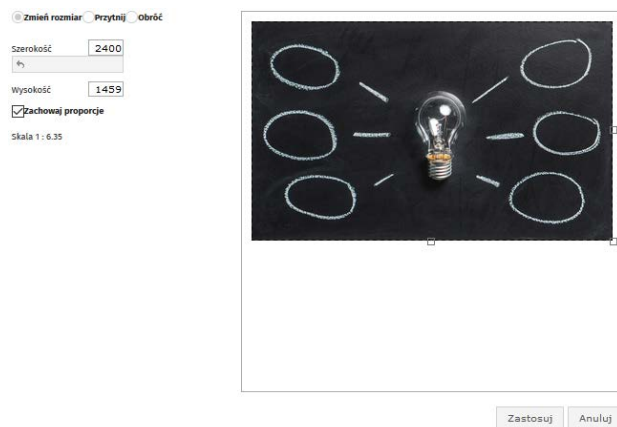 Zmień rozmiar Przytnij Obróć
Szerokość 2400
Wysokość 1459
Zachowaj proporcje
Skala 1 : 6.35
Zastosuj Anuluj